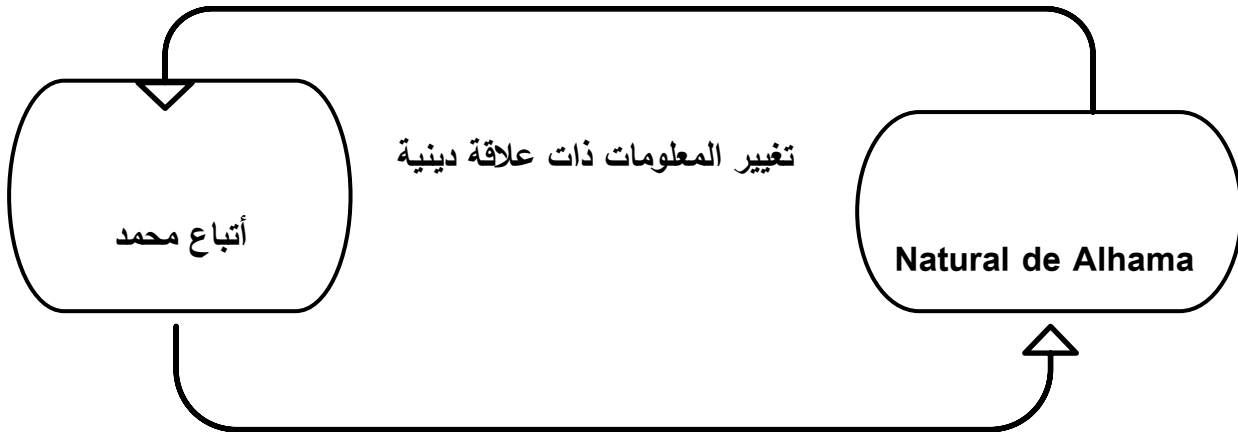 تغيير المعلومات ذات علاقة دينية
أتباع محمد
Natural de Alhama